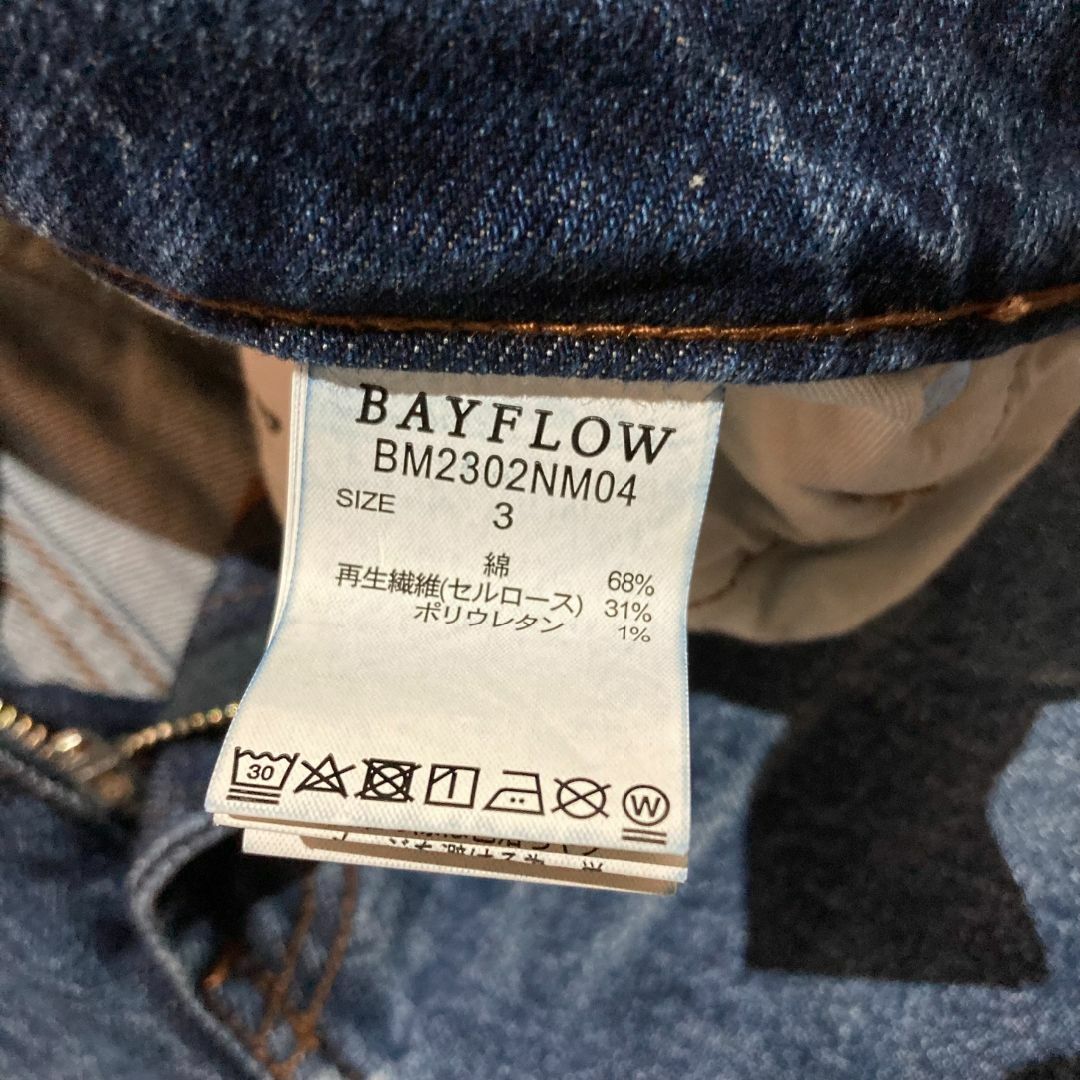 BAYFLOW
BM2302NM04
SIZE 3
綿 68%
再生繊維(セルロース) 31%
ポリウレタン 1%
30
W